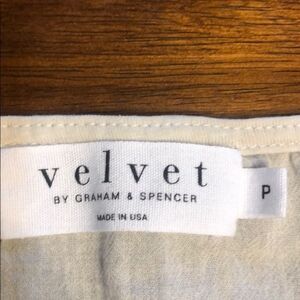 velvet
BY GRAHAM & SPENCER
MADE IN USA
P